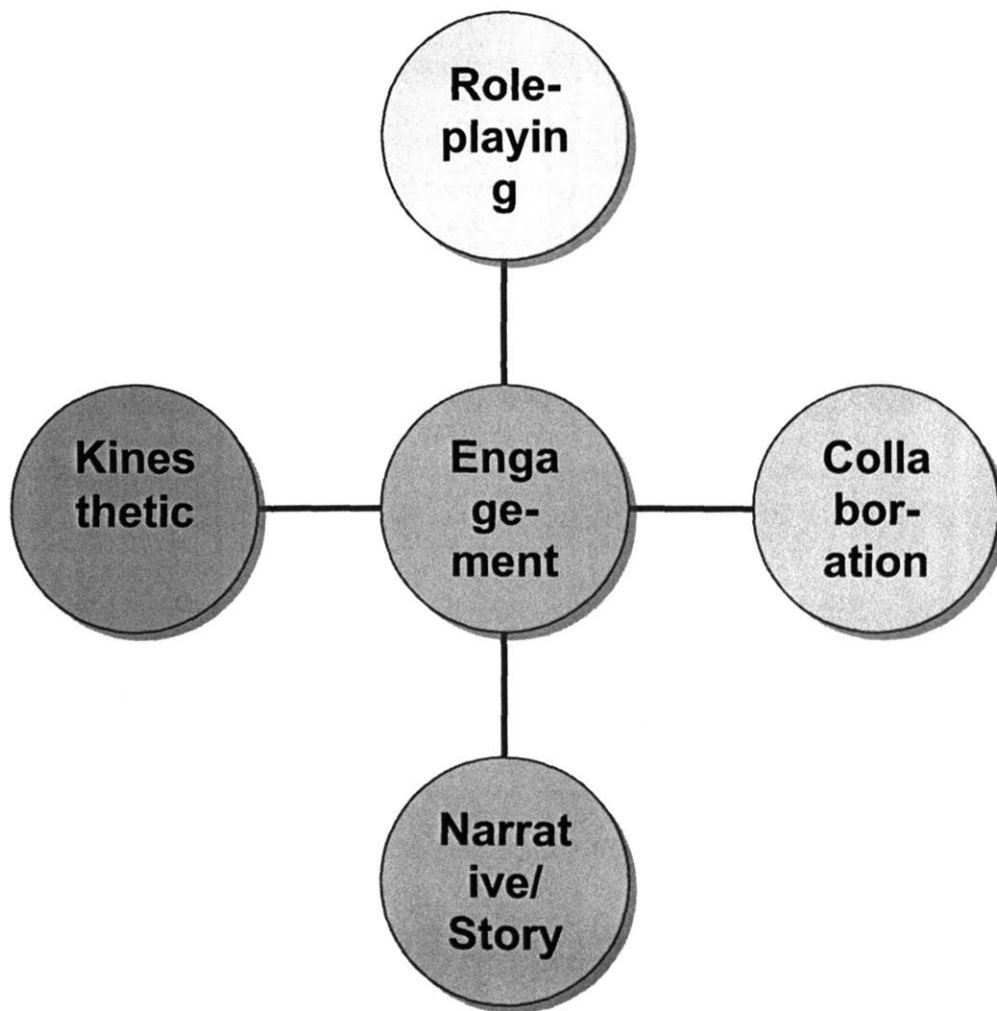 Role-
playin
g
Kines
thetic
Enga
ge-
ment
Colla
bor-
ation
Narrat
ive/
Story